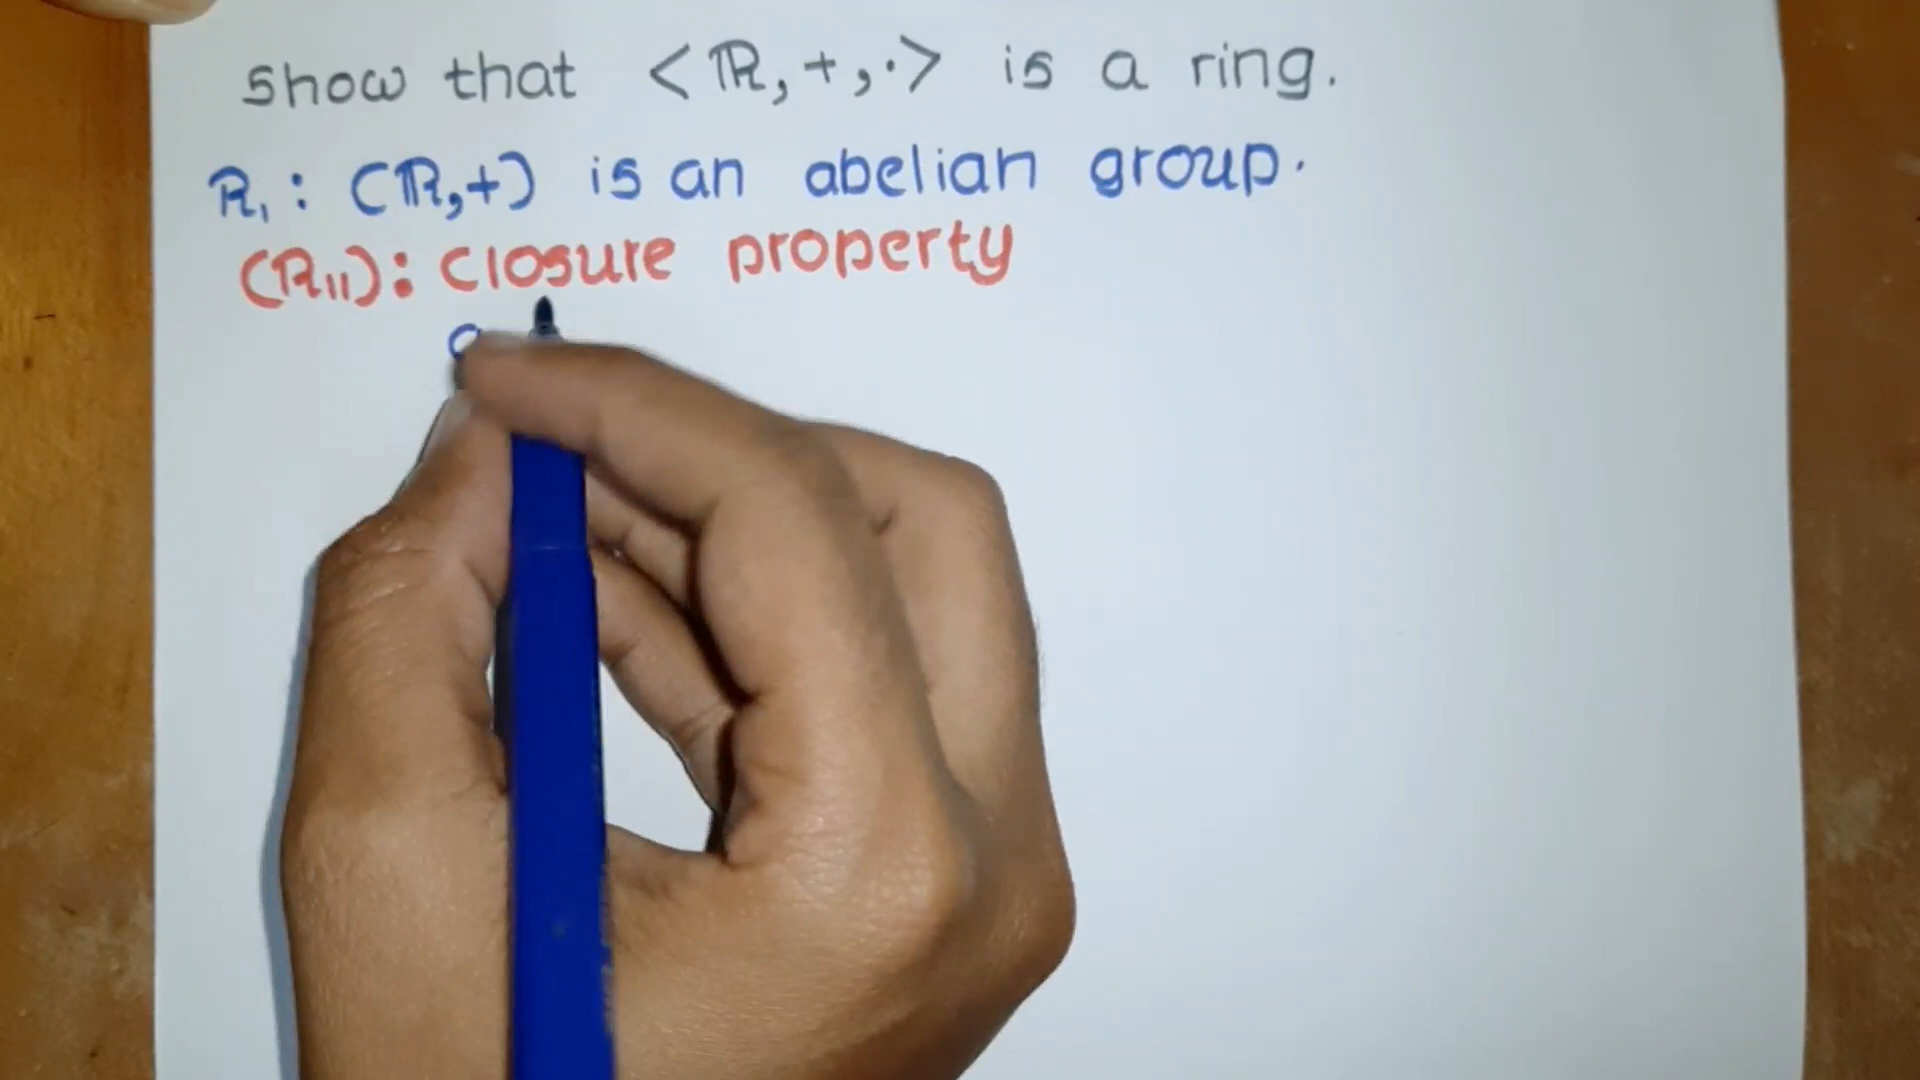 show that <ℝ, +, ·> is a ring.
R₁ : (ℝ, +) is an abelian group.
(R₁₁) : closure property